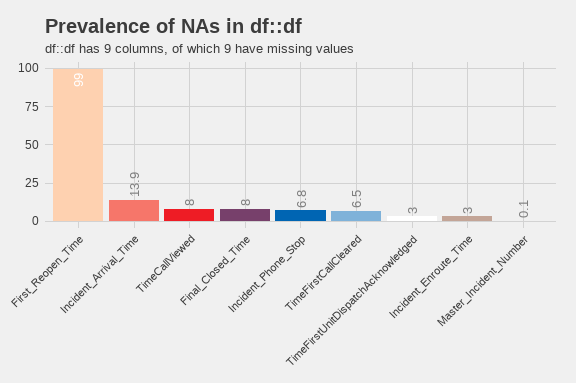 Prevalence of NAs in df::df
df::df has 9 columns, of which 9 have missing values
100
75
50
25
0
99
13.9
8
8
6.8
6.5
3
3
0.1
First_Reopen_Time
Incident_Arrival_Time
TimeCallViewed
Final_Closed_Time
Incident_Phone_Stop
TimeFirstCallCleared
TimeFirstUnitDispatchAcknowledged
Incident_Enroute_Time
Master_Incident_Number